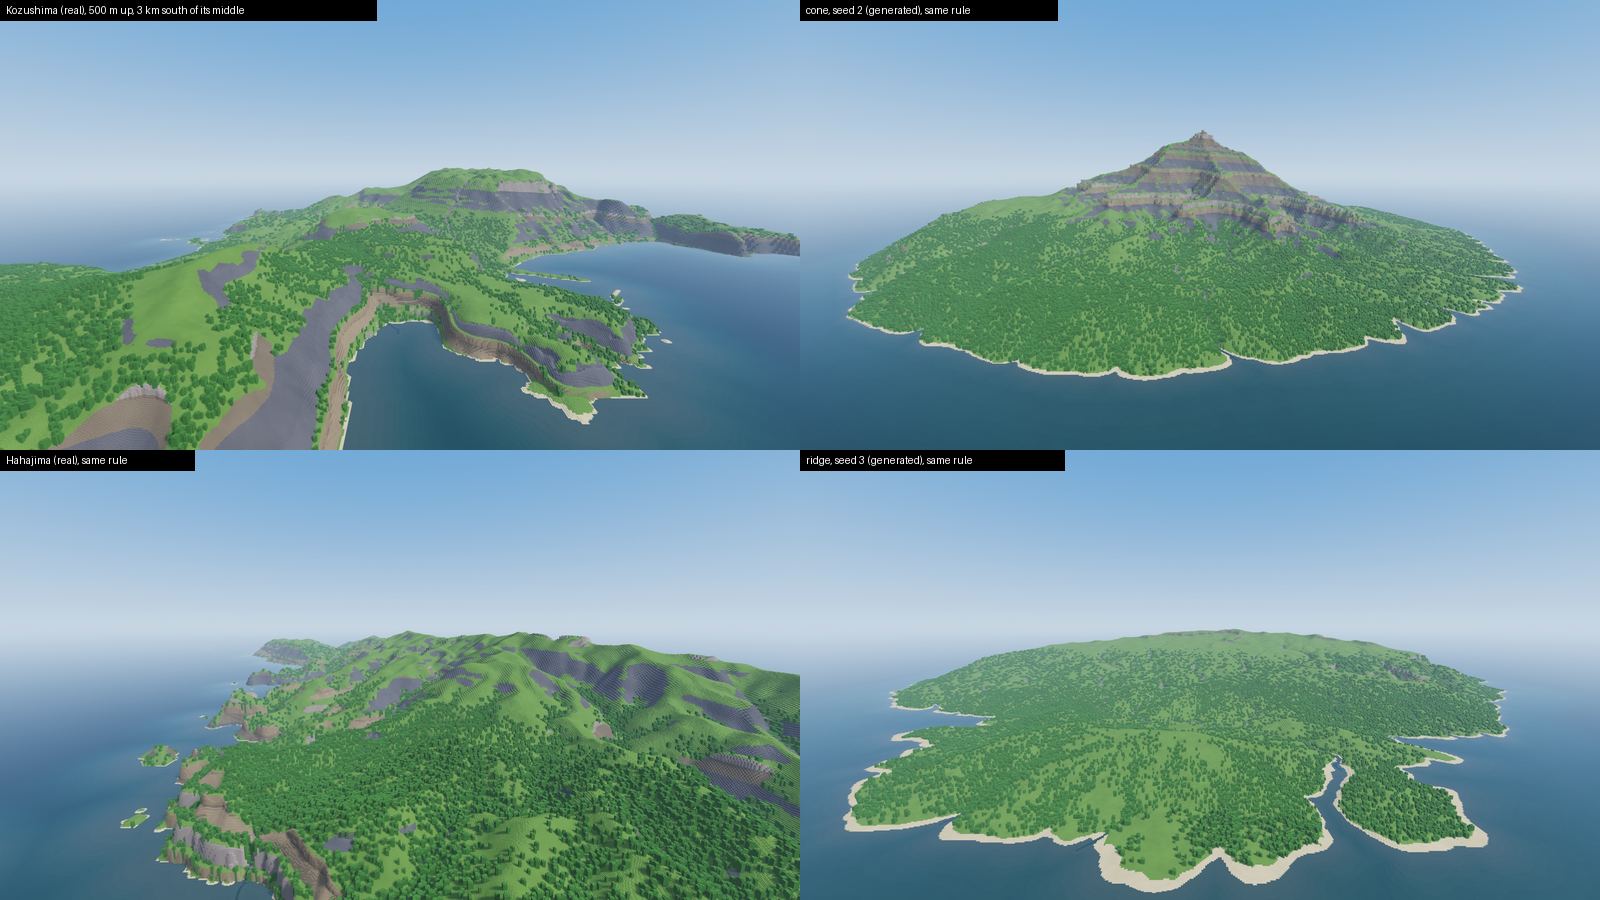 Kozushima (real), 500 m up, 3 km south of its middle
cone, seed 2 (generated), same rule
Hahajima (real), same rule
ridge, seed 3 (generated), same rule